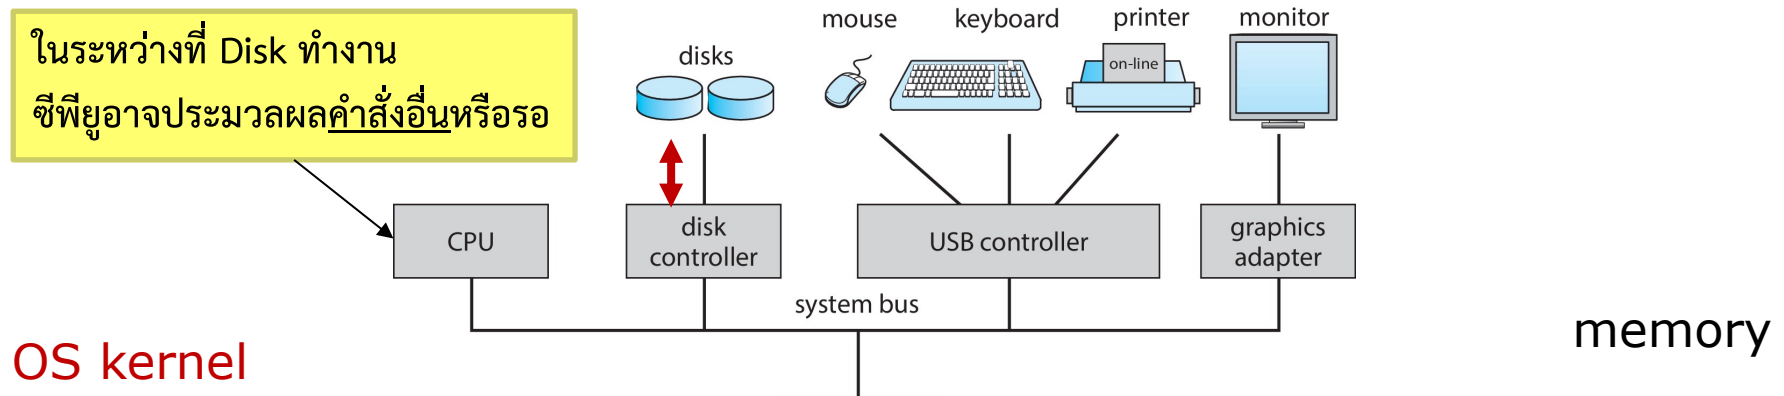 ในระหว่างที่ Disk ทำงาน
ซีพียูอาจประมวลผลคำสั่งอื่นหรือรอ
disks
mouse
keyboard
printer
monitor
on-line
CPU
disk
controller
USB controller
graphics
adapter
system bus
OS kernel
memory